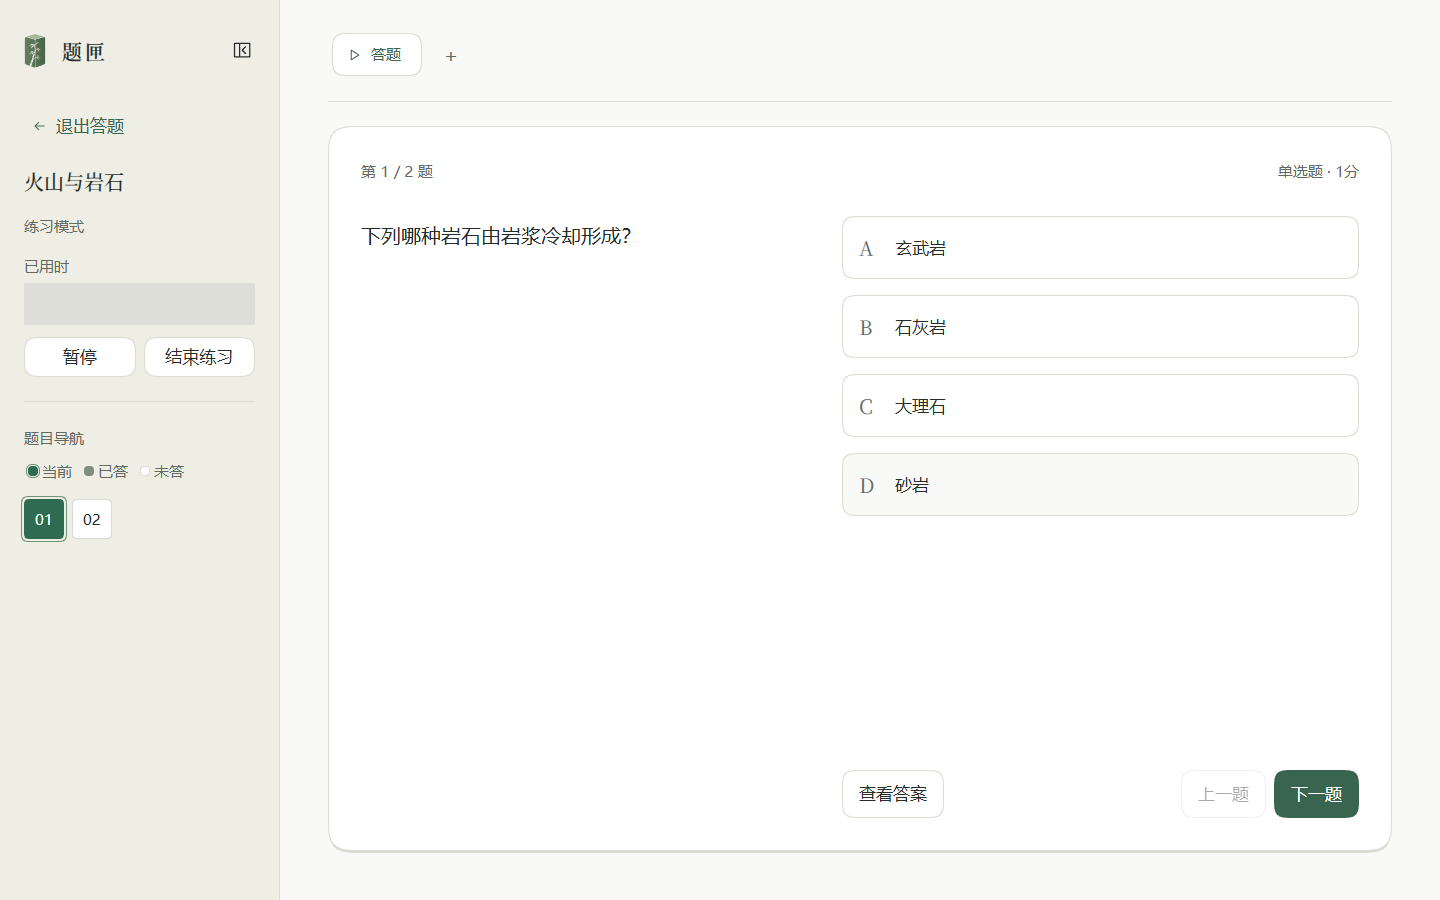 题匣
退出答题
火山与岩石
练习模式
已用时
暂停 结束练习
题目导航
当前 已答 未答
01 02
答题 +
第 1 / 2 题 单选题 · 1分
下列哪种岩石由岩浆冷却形成?
A 玄武岩
B 石灰岩
C 大理石
D 砂岩
查看答案 上一题 下一题